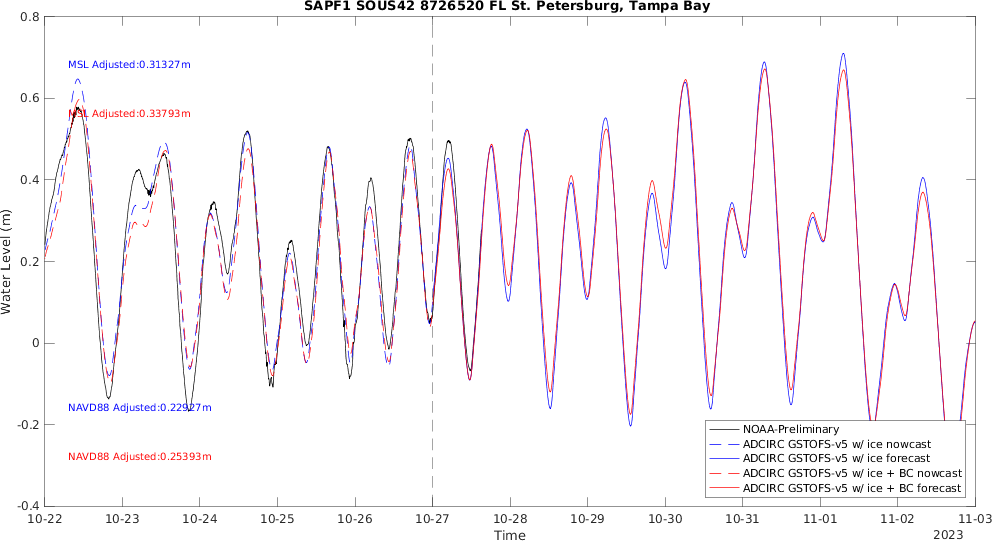 SAPF1 SOUS42 8726520 FL St. Petersburg, Tampa Bay
0.8
MSL Adjusted:0.31327m
0.6
MSL Adjusted:0.33793m
0.4
0.2
Water Level (m)
0
NAVD88 Adjusted:0.22927m
-0.2
NAVD88 Adjusted:0.25393m
-0.4
NOAA-Preliminary
ADCIRC GSTOFS-v5 w/ ice nowcast
ADCIRC GSTOFS-v5 w/ ice forecast
ADCIRC GSTOFS-v5 w/ ice + BC nowcast
ADCIRC GSTOFS-v5 w/ ice + BC forecast
10-22 10-23 10-24 10-25 10-26 10-27 10-28 10-29 10-30 10-31 11-01 11-02 11-03
Time
2023